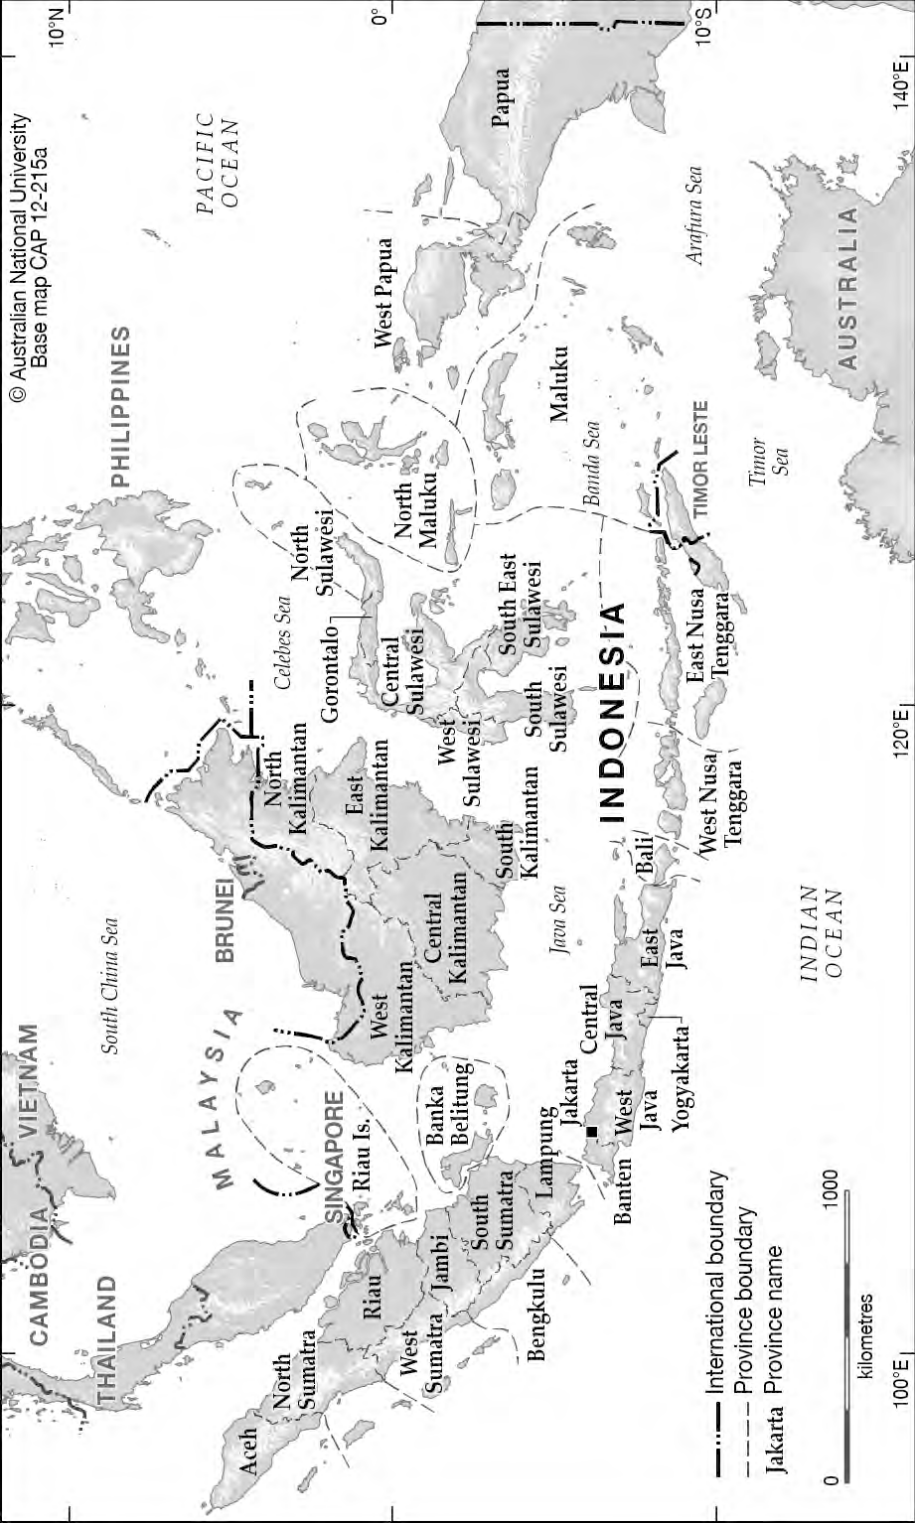 © Australian National University
Base map CAP 12-215a
10°N
0°
10°S
100°E
120°E
140°E
PACIFIC
OCEAN
PHILIPPINES
VIETNAM
CAMBODIA
THAILAND
South China Sea
MALAYSIA
BRUNEI
SINGAPORE
Celebes Sea
Aceh
North
Sumatra
Riau
Riau Is.
West
Sumatra
Jambi
South
Sumatra
Bengkulu
Lampung
Banka
Belitung
West
Kalimantan
Central
Kalimantan
North
Kalimantan
East
Kalimantan
South
Kalimantan
North
Sulawesi
Gorontalo
Central
Sulawesi
West
Sulawesi
South
Sulawesi
South East
Sulawesi
North
Maluku
Maluku
West Papua
Papua
Java Sea
Banda Sea
Arafura Sea
Timor
Sea
INDONESIA
Jakarta
Banten
West
Java
Central
Java
Yogyakarta
East
Java
Bali
West Nusa
Tenggara
East Nusa
Tenggara
TIMOR LESTE
AUSTRALIA
INDIAN
OCEAN
International boundary
Province boundary
Jakarta Province name
0
1000
kilometres